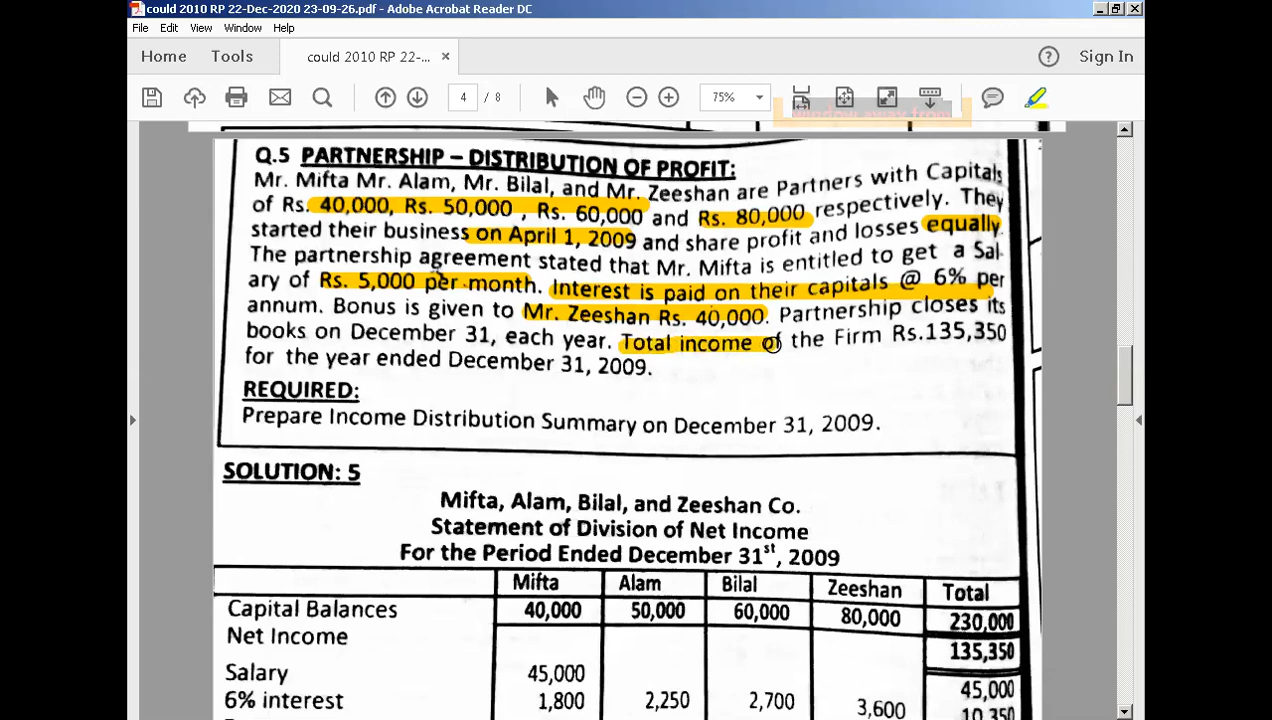 could 2010 RP 22-Dec-2020 23-09-26.pdf - Adobe Acrobat Reader DC
File Edit View Window Help
Home Tools could 2010 RP 22-... × Sign In
4 / 8 75%
Q.5 PARTNERSHIP – DISTRIBUTION OF PROFIT:
Mr. Mifta Mr. Alam, Mr. Bilal, and Mr. Zeeshan are Partners with Capitals
of Rs. 40,000, Rs. 50,000 , Rs. 60,000 and Rs. 80,000 respectively. They
started their business on April 1, 2009 and share profit and losses equally.
The partnership agreement stated that Mr. Mifta is entitled to get a Sal-
ary of Rs. 5,000 per month. Interest is paid on their capitals @ 6% per
annum. Bonus is given to Mr. Zeeshan Rs. 40,000. Partnership closes its
books on December 31, each year. Total income of the Firm Rs.135,350
for the year ended December 31, 2009.
REQUIRED:
Prepare Income Distribution Summary on December 31, 2009.
SOLUTION: 5
Mifta, Alam, Bilal, and Zeeshan Co.
Statement of Division of Net Income
For the Period Ended December 31st, 2009
Mifta Alam Bilal Zeeshan Total
Capital Balances 40,000 50,000 60,000 80,000 230,000
Net Income 135,350
Salary 45,000 45,000
6% interest 1,800 2,250 2,700 3,600 10,350